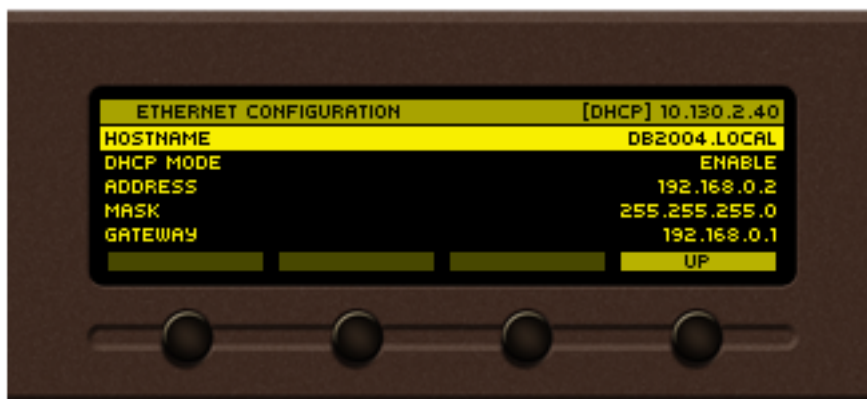 ETHERNET CONFIGURATION [DHCP] 10.130.2.40
HOSTNAME DB2004.LOCAL
DHCP MODE ENABLE
ADDRESS 192.168.0.2
MASK 255.255.255.0
GATEWAY 192.168.0.1
UP